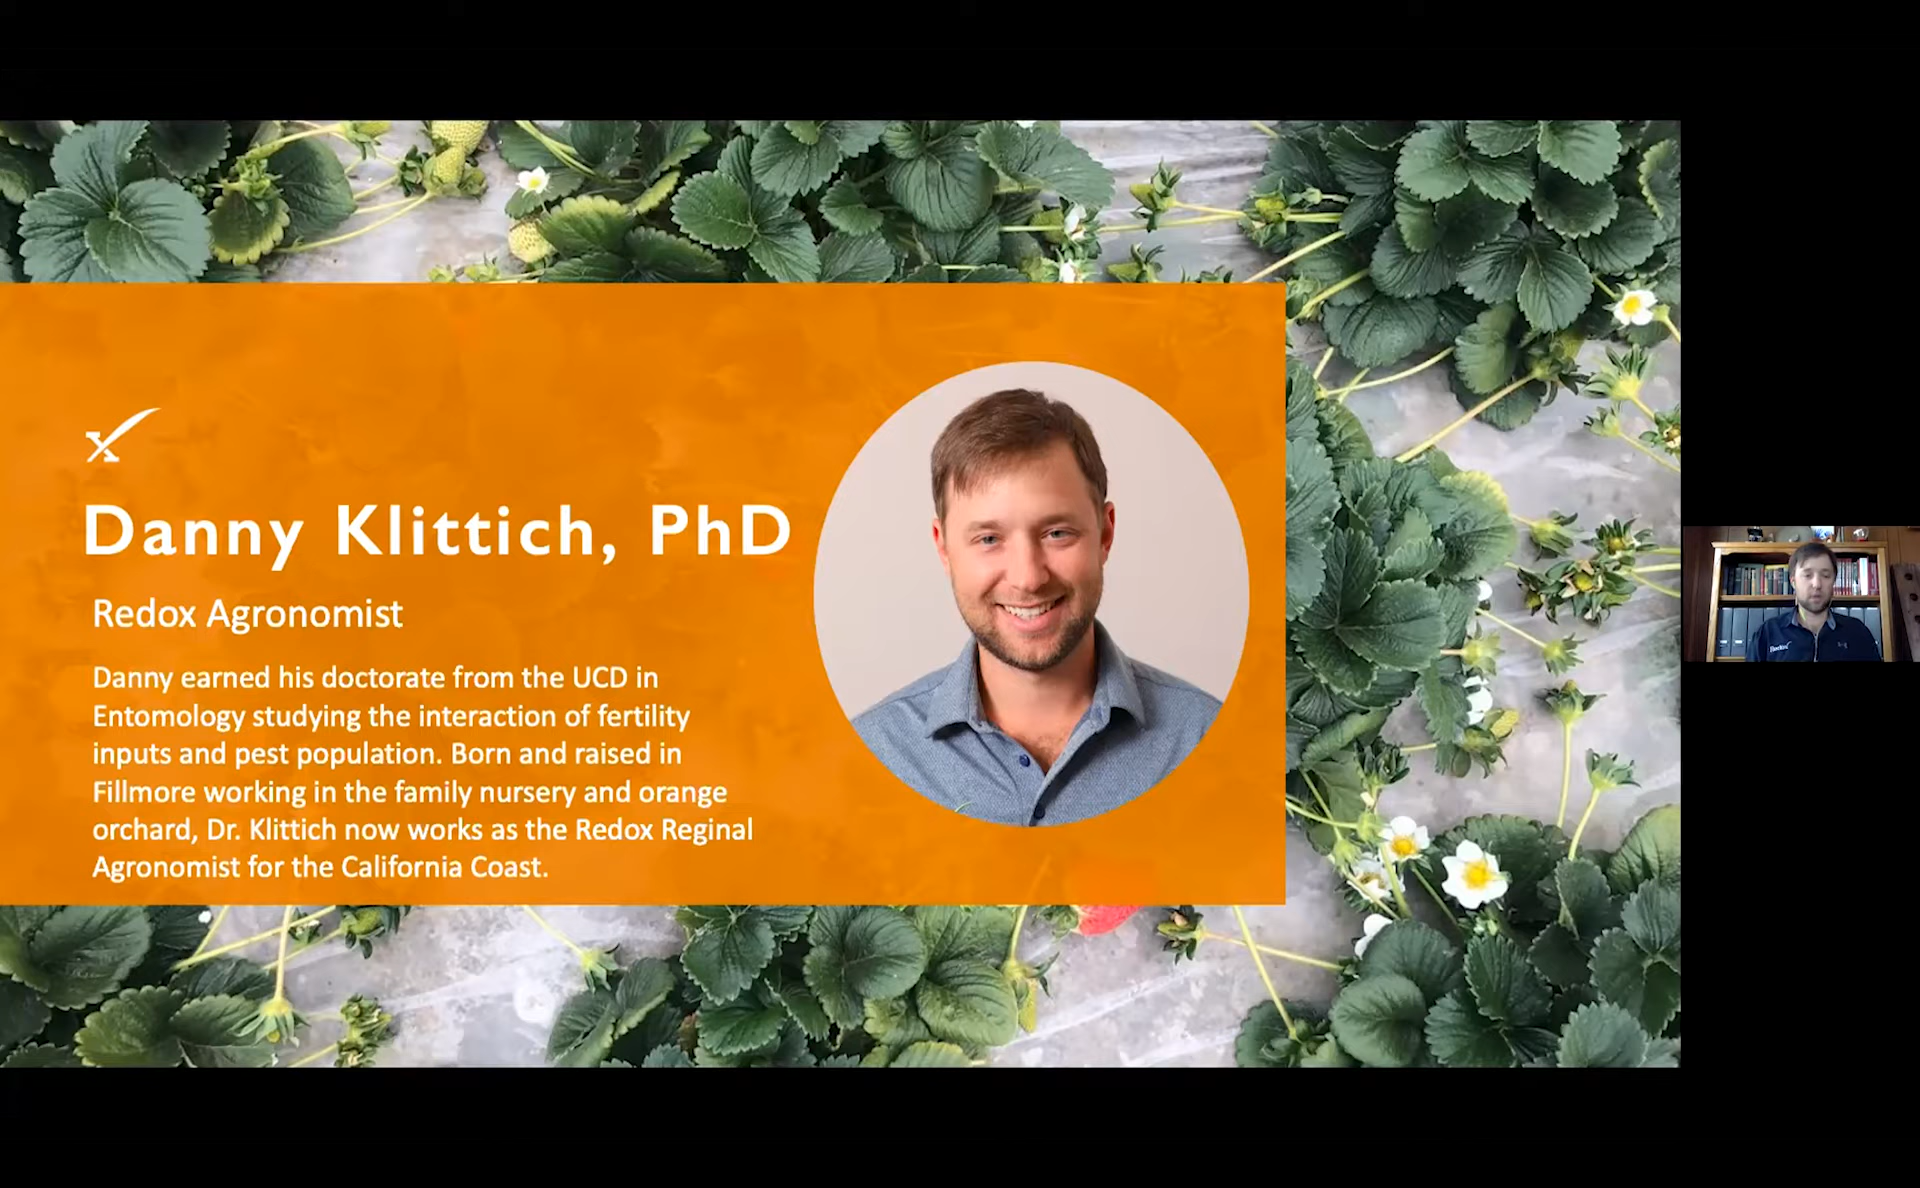 Danny Klittich, PhD
Redox Agronomist
Danny earned his doctorate from the UCD in
Entomology studying the interaction of fertility
inputs and pest population. Born and raised in
Fillmore working in the family nursery and orange
orchard, Dr. Klittich now works as the Redox Reginal
Agronomist for the California Coast.